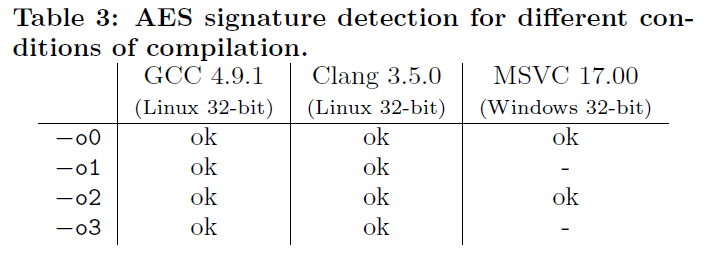 Table 3: AES signature detection for different con-
ditions of compilation.
GCC 4.9.1 Clang 3.5.0 MSVC 17.00
(Linux 32-bit) (Linux 32-bit) (Windows 32-bit)
−o0 ok ok ok
−o1 ok ok -
−o2 ok ok ok
−o3 ok ok -